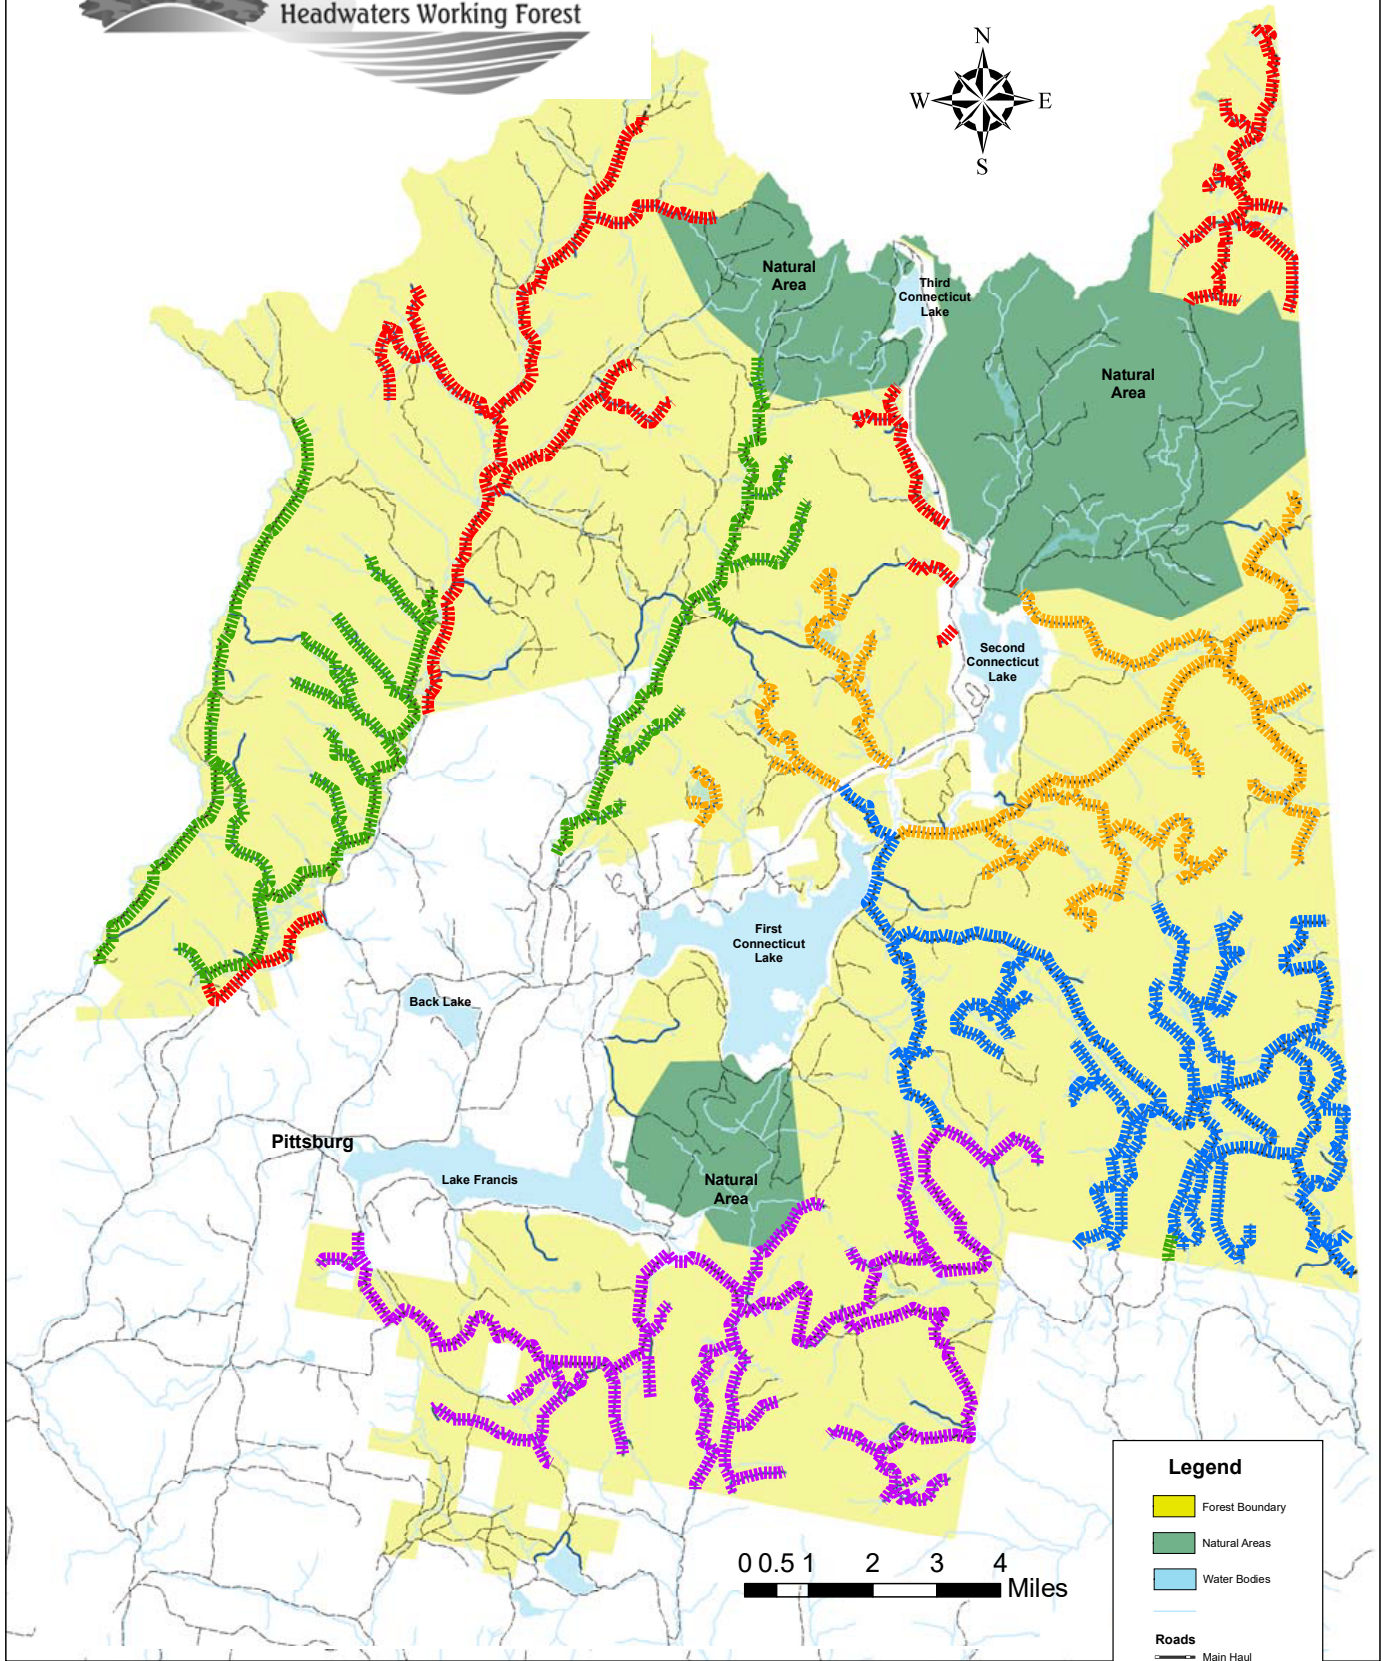 Headwaters Working Forest
N
W E
S
Natural
Area
Third
Connecticut
Lake
Natural
Area
Second
Connecticut
Lake
First
Connecticut
Lake
Back Lake
Pittsburg
Lake Francis
Natural
Area
0 0.5 1 2 3 4
Miles
Legend
Forest Boundary
Natural Areas
Water Bodies
Roads
Main Haul